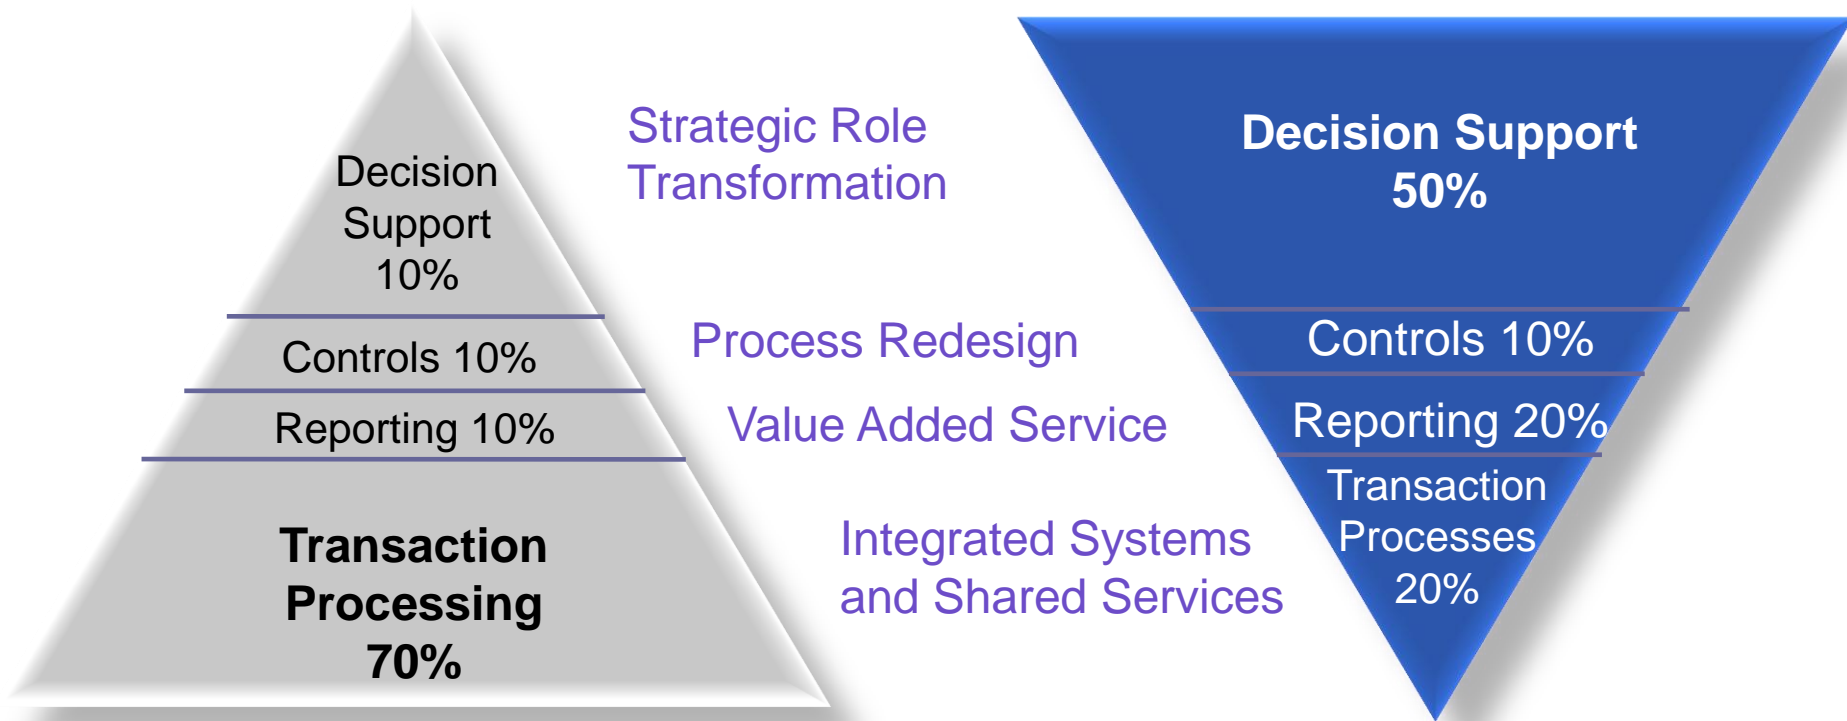 Decision
Support
10%
Controls 10%
Reporting 10%
Transaction
Processing
70%
Strategic Role
Transformation
Process Redesign
Value Added Service
Integrated Systems
and Shared Services
Decision Support
50%
Controls 10%
Reporting 20%
Transaction
Processes
20%